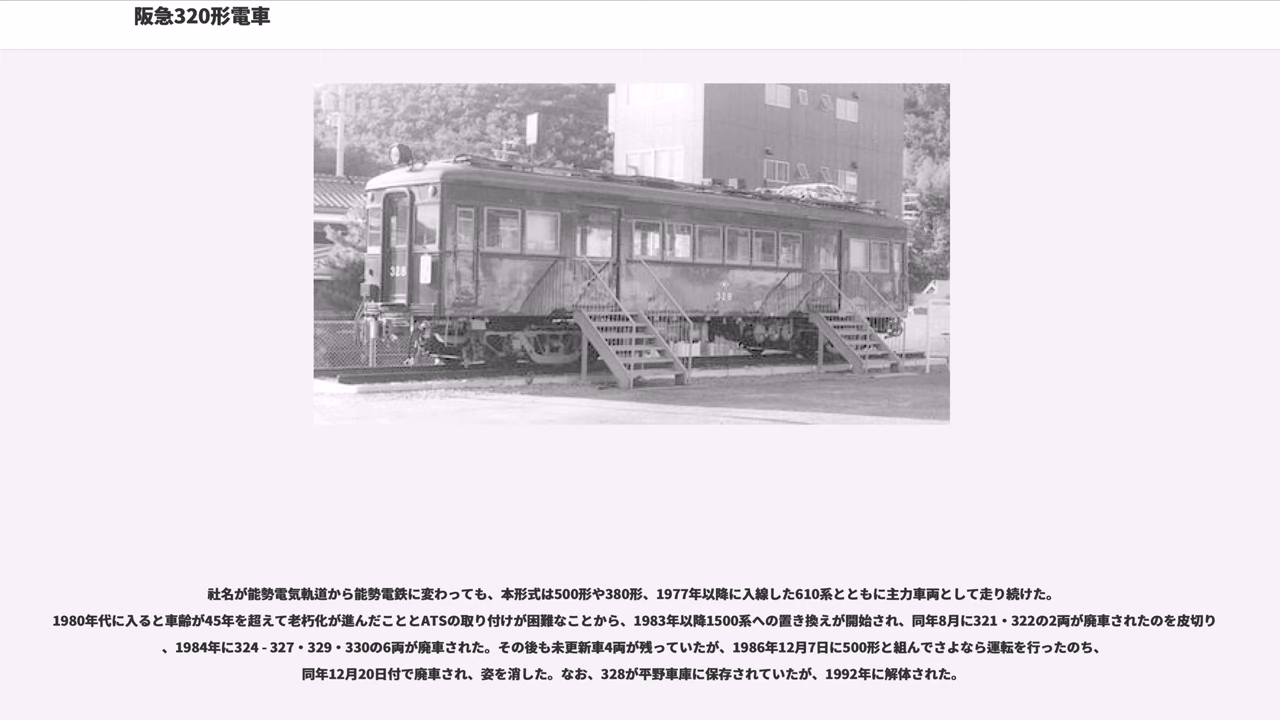 阪急320形電車
328
328
社名が能勢電気軌道から能勢電鉄に変わっても、本形式は500形や380形、1977年以降に入線した610系とともに主力車両として走り続けた。
1980年代に入ると車齢が45年を超えて老朽化が進んだこととATSの取り付けが困難なことから、1983年以降1500系への置き換えが開始され、同年8月に321・322の2両が廃車されたのを皮切り
、1984年に324 - 327・329・330の6両が廃車された。その後も未更新車4両が残っていたが、1986年12月7日に500形と組んでさよなら運転を行ったのち、
同年12月20日付で廃車され、姿を消した。なお、328が平野車庫に保存されていたが、1992年に解体された。